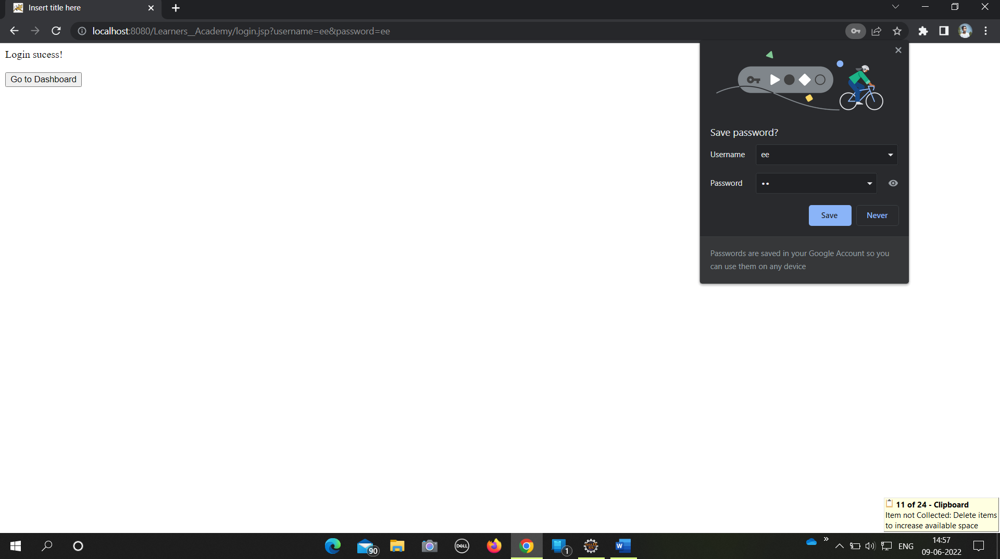 Insert title here
localhost:8080/Learners__Academy/login.jsp?username=ee&password=ee
Login sucess!
Go to Dashboard
Save password?
Username
ee
Password
••
Save
Never
Passwords are saved in your Google Account so you
can use them on any device
11 of 24 - Clipboard
Item not Collected: Delete items
to increase available space
90
DELL
1
W
ENG
14:57
09-06-2022